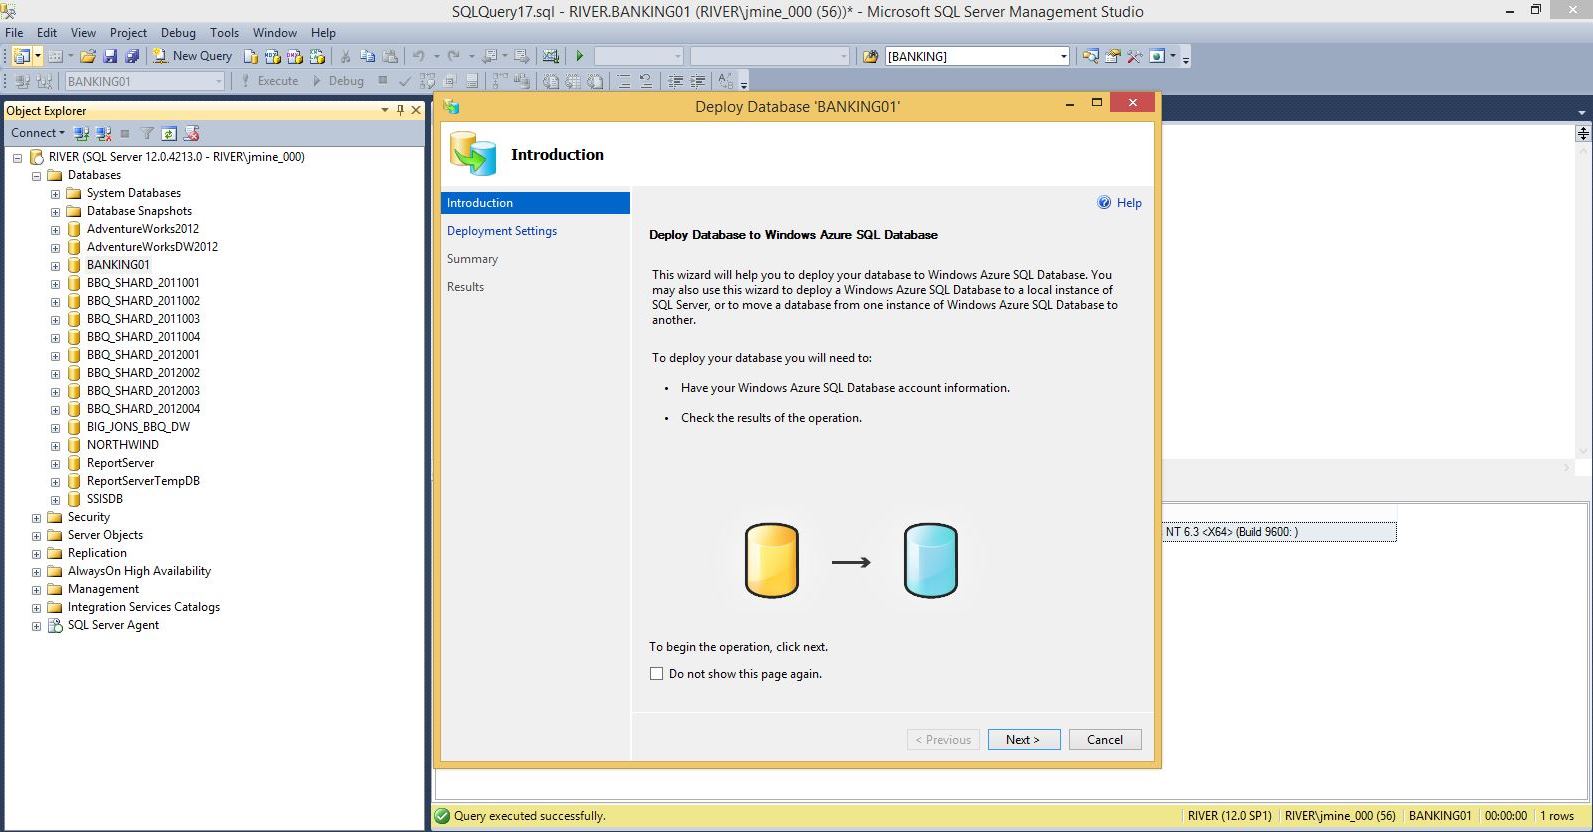 SQLQuery17.sql - RIVER.BANKING01 (RIVER\jmine_000 (56))* - Microsoft SQL Server Management Studio
File Edit View Project Debug Tools Window Help
New Query [BANKING]
BANKING01 Execute Debug
Object Explorer
Connect
RIVER (SQL Server 12.0.4213.0 - RIVER\jmine_000)
Databases
System Databases
Database Snapshots
AdventureWorks2012
AdventureWorksDW2012
BANKING01
BBQ_SHARD_2011001
BBQ_SHARD_2011002
BBQ_SHARD_2011003
BBQ_SHARD_2011004
BBQ_SHARD_2012001
BBQ_SHARD_2012002
BBQ_SHARD_2012003
BBQ_SHARD_2012004
BIG_JONS_BBQ_DW
NORTHWIND
ReportServer
ReportServerTempDB
SSISDB
Security
Server Objects
Replication
AlwaysOn High Availability
Management
Integration Services Catalogs
SQL Server Agent
Deploy Database 'BANKING01'
Introduction
Introduction
Deployment Settings
Summary
Results
Help
Deploy Database to Windows Azure SQL Database
This wizard will help you to deploy your database to Windows Azure SQL Database. You
may also use this wizard to deploy a Windows Azure SQL Database to a local instance of
SQL Server, or to move a database from one instance of Windows Azure SQL Database to
another.
To deploy your database you will need to:
• Have your Windows Azure SQL Database account information.
• Check the results of the operation.
To begin the operation, click next.
Do not show this page again.
< Previous Next > Cancel
NT 6.3 <X64> (Build 9600: )
Query executed successfully. RIVER (12.0 SP1) RIVER\jmine_000 (56) BANKING01 00:00:00 1 rows